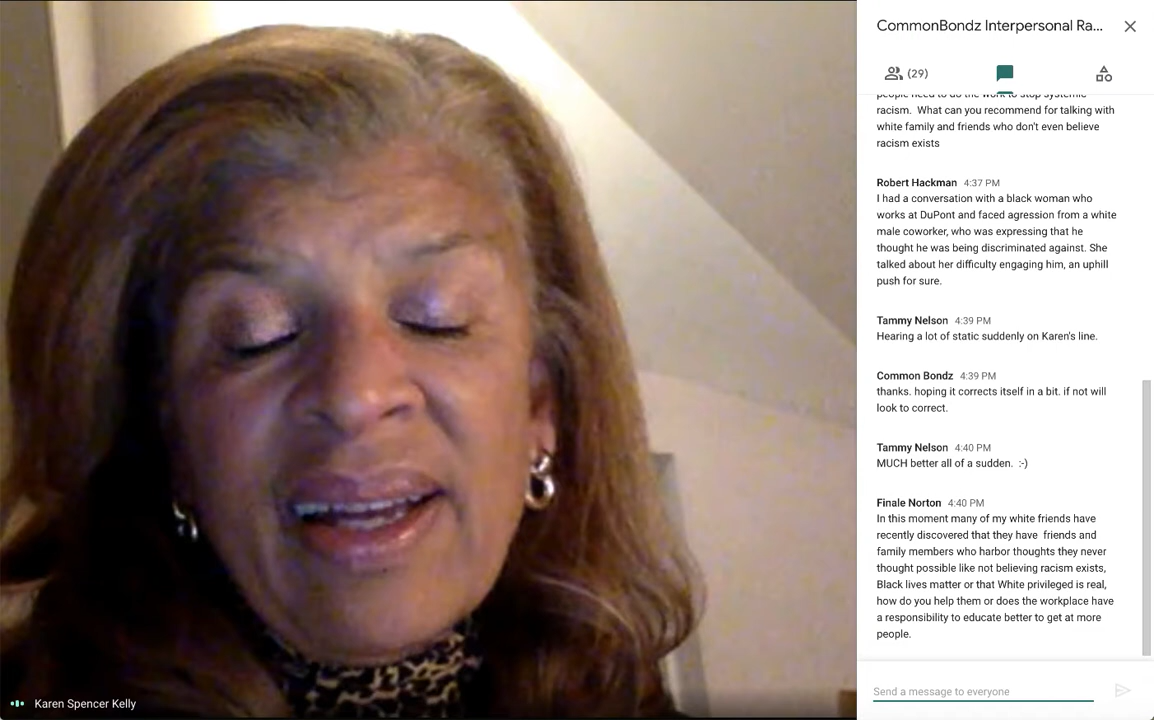 CommonBondz Interpersonal Ra...
(29)
people need to do the work to stop systemic
racism.  What can you recommend for talking with
white family and friends who don't even believe
racism exists
Robert Hackman 4:37 PM
I had a conversation with a black woman who
works at DuPont and faced agression from a white
male coworker, who was expressing that he
thought he was being discriminated against. She
talked about her difficulty engaging him, an uphill
push for sure.
Tammy Nelson 4:39 PM
Hearing a lot of static suddenly on Karen's line.
Common Bondz 4:39 PM
thanks. hoping it corrects itself in a bit. if not will
look to correct.
Tammy Nelson 4:40 PM
MUCH better all of a sudden.  :-)
Finale Norton 4:40 PM
In this moment many of my white friends have
recently discovered that they have  friends and
family members who harbor thoughts they never
thought possible like not believing racism exists,
Black lives matter or that White privileged is real,
how do you help them or does the workplace have
a responsibility to educate better to get at more
people.
Send a message to everyone
Karen Spencer Kelly